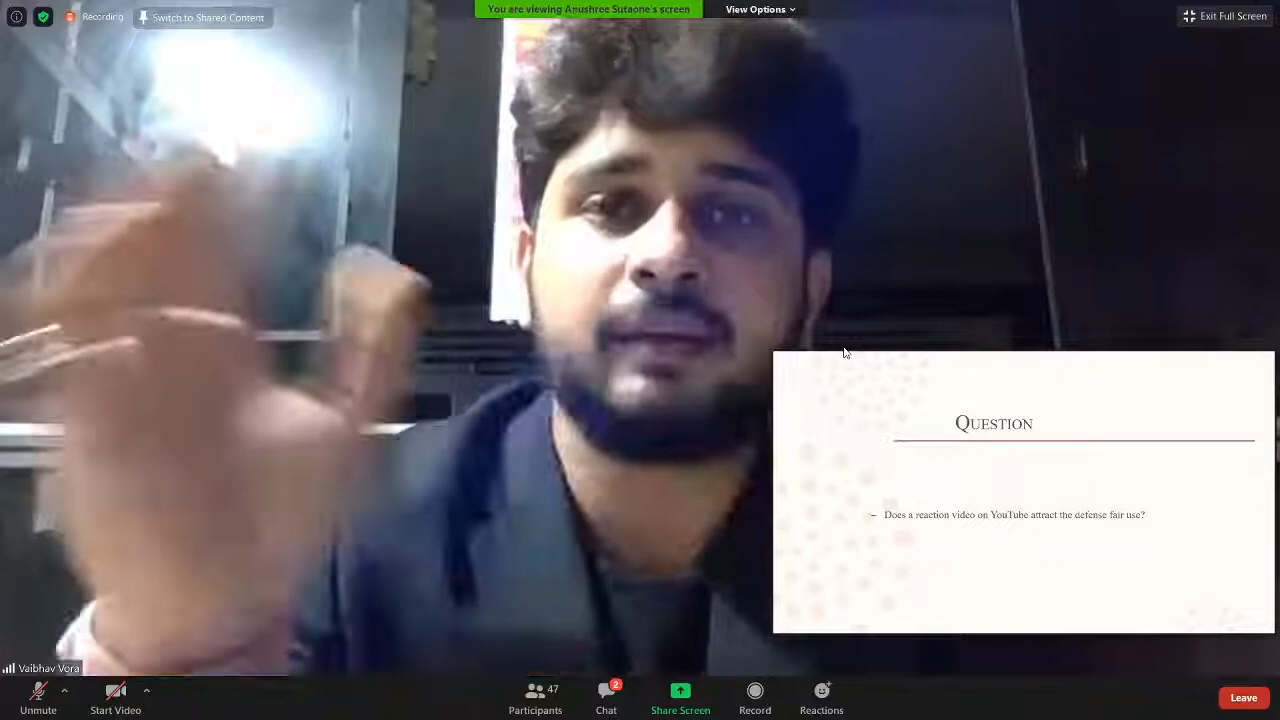 Recording
Switch to Shared Content
You are viewing Anushree Sutaone's screen
View Options
Exit Full Screen
QUESTION
– Does a reaction video on YouTube attract the defense fair use?
Vaibhav Vora
Unmute
Start Video
47
Participants
2
Chat
Share Screen
Record
Reactions
Leave